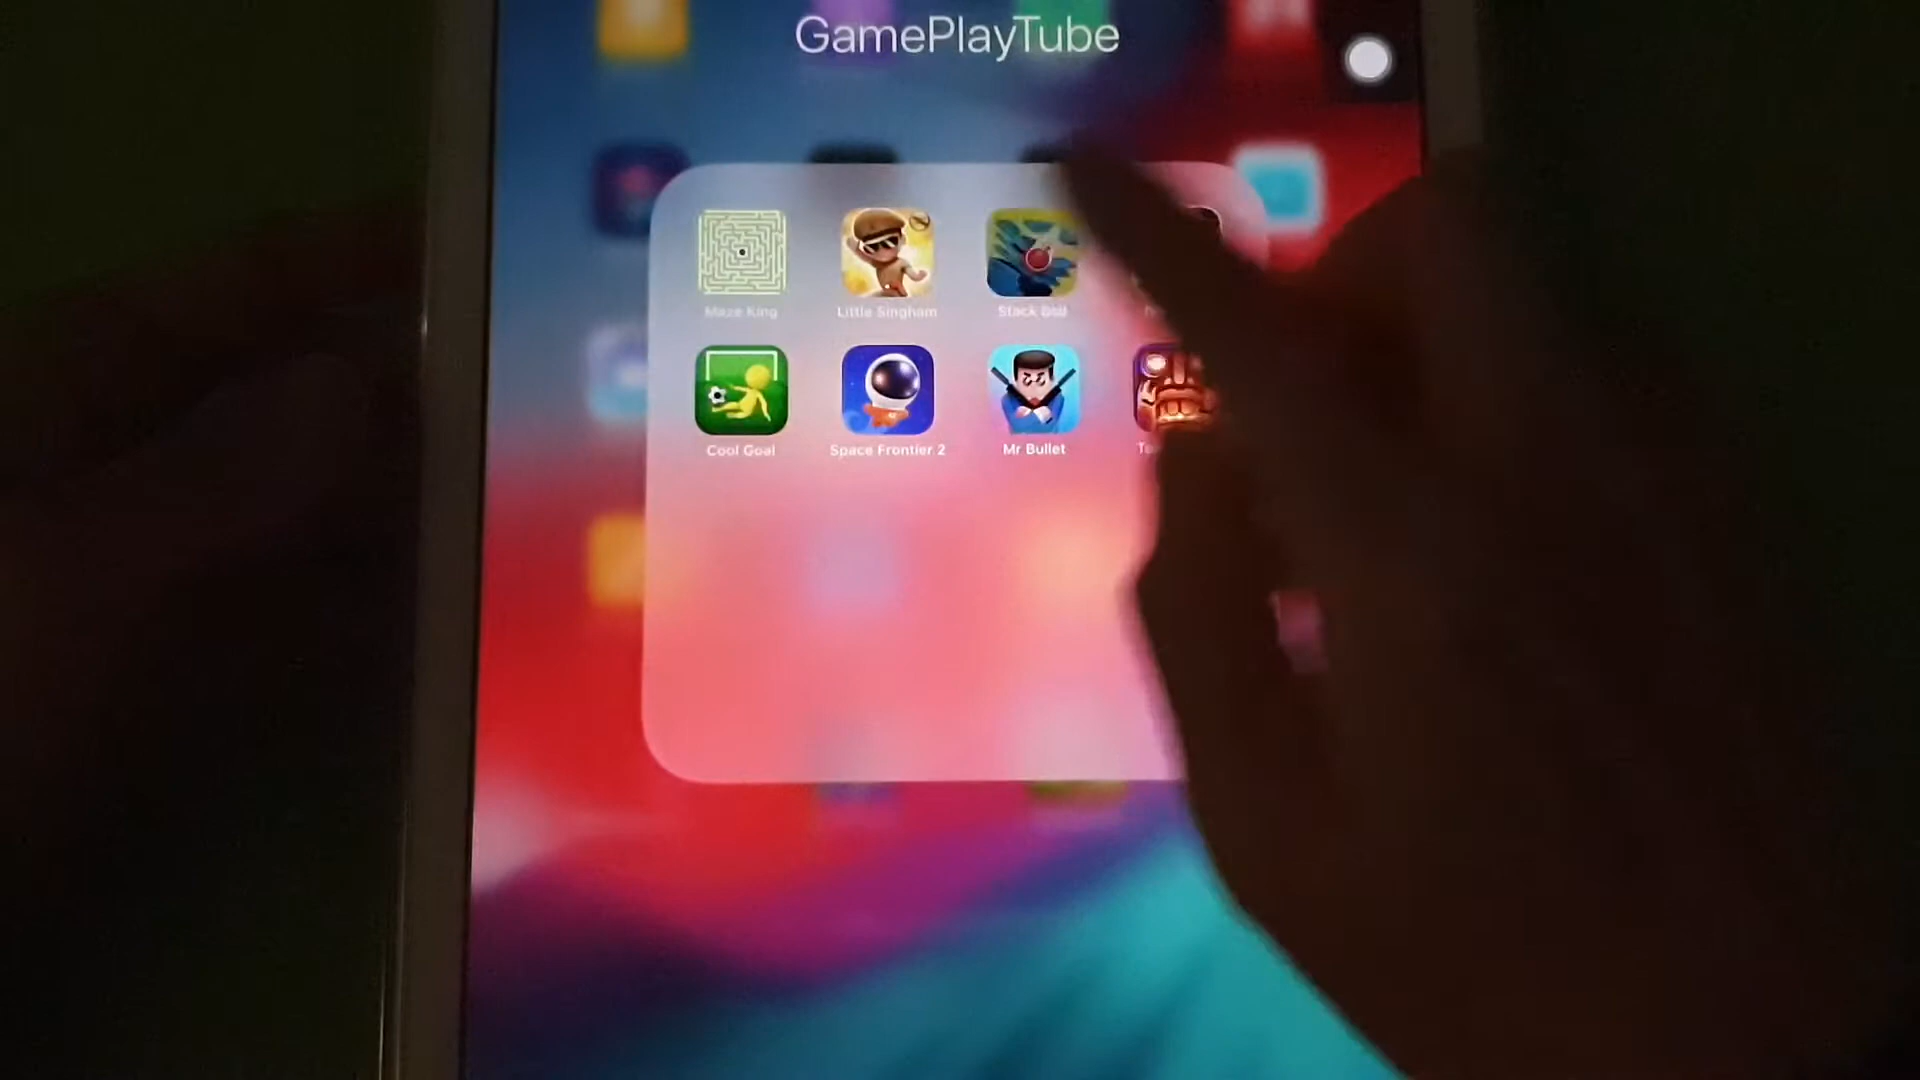 GamePlayTube
Maze King
Little Singham
Stack Ball
Cool Goal
Space Frontier 2
Mr Bullet